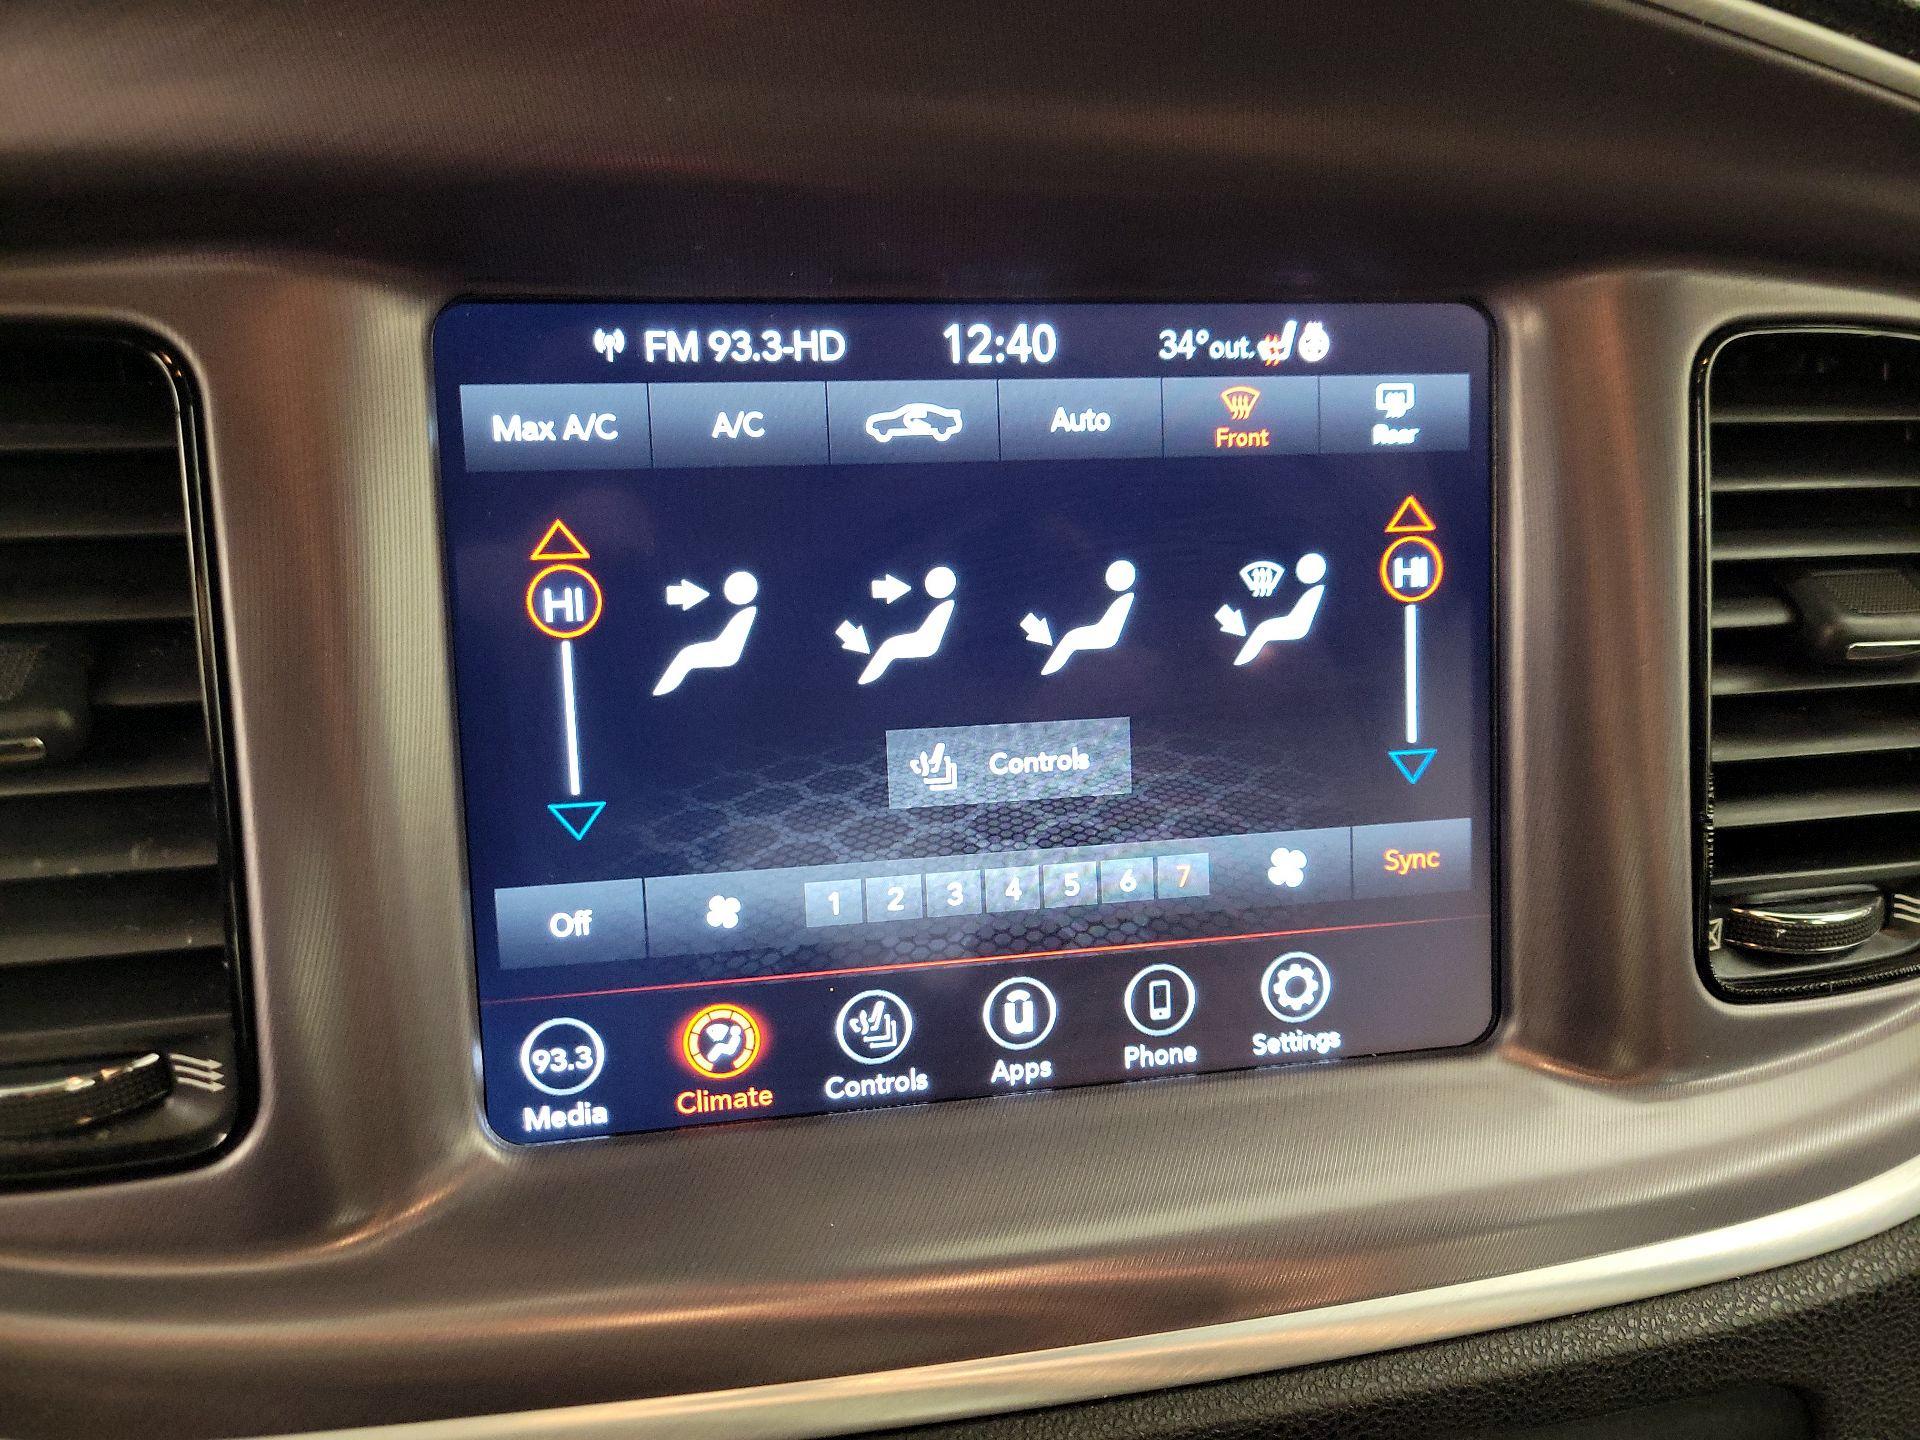 FM 93.3-HD 12:40 34° out.
Max A/C A/C Auto Front Rear
HI HI
Controls
Off 1 2 3 4 5 6 7 Sync
93.3 u
Media Climate Controls Apps Phone Settings